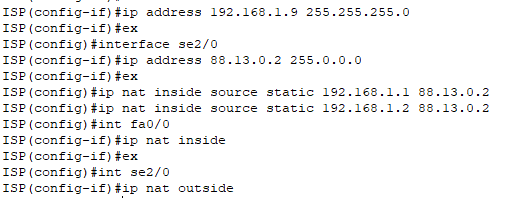 ISP(config-if)#ip address 192.168.1.9 255.255.255.0
ISP(config-if)#ex
ISP(config)#interface se2/0
ISP(config-if)#ip address 88.13.0.2 255.0.0.0
ISP(config-if)#ex
ISP(config)#ip nat inside source static 192.168.1.1 88.13.0.2
ISP(config)#ip nat inside source static 192.168.1.2 88.13.0.2
ISP(config)#int fa0/0
ISP(config-if)#ip nat inside
ISP(config-if)#ex
ISP(config)#int se2/0
ISP(config-if)#ip nat outside